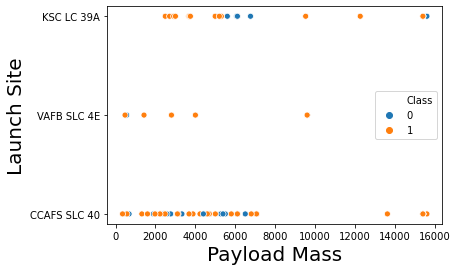 KSC LC 39A
VAFB SLC 4E
CCAFS SLC 40
Launch Site
Class
0
1
0 2000 4000 6000 8000 10000 12000 14000 16000
Payload Mass